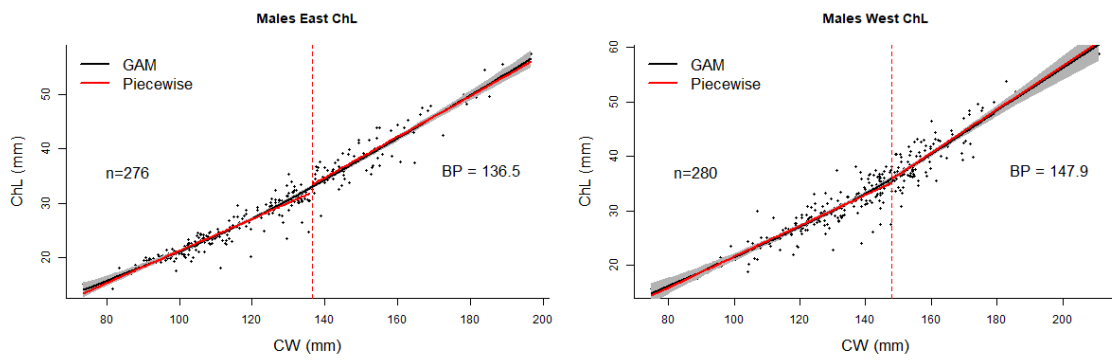 Males East ChL
GAM
Piecewise
n=276
BP = 136.5
ChL (mm)
20 30 40 50
80 100 120 140 160 180 200
CW (mm)
Males West ChL
GAM
Piecewise
n=280
BP = 147.9
ChL (mm)
20 30 40 50 60
80 100 120 140 160 180 200
CW (mm)